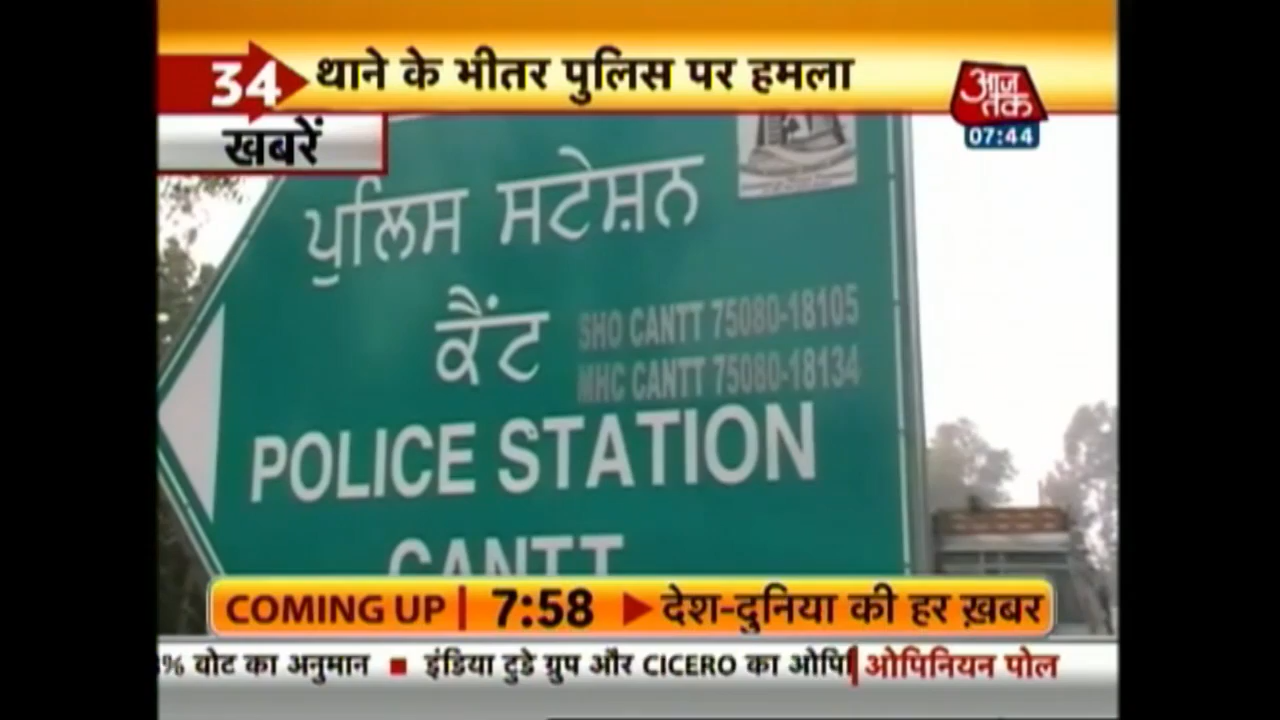 34 थाने के भीतर पुलिस पर हमला
आज तक
07:44
खबरें
ਪੁਲਿਸ ਸਟੇਸ਼ਨ
ਕੈਂਟ
SHO CANTT 75080-18105
MHC CANTT 75080-18134
POLICE STATION
CANTT
COMING UP 7:58 देश-दुनिया की हर ख़बर
% वोट का अनुमान ■ इंडिया टुडे ग्रुप और CICERO का ओपि ओपिनियन पोल